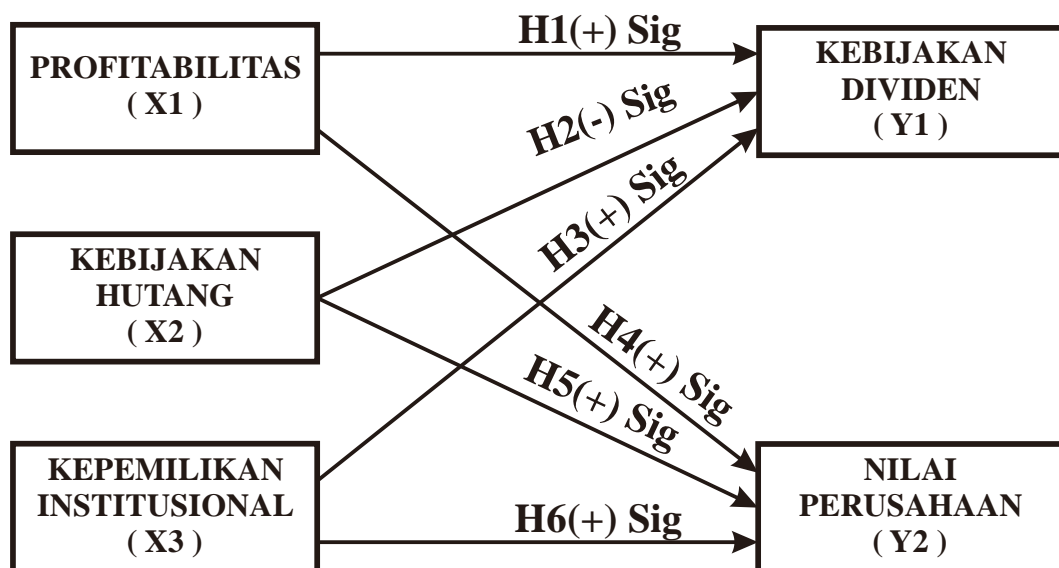 H1(+) Sig
PROFITABILITAS
( X1 )
KEBIJAKAN
DIVIDEN
( Y1 )
H2(-) Sig
H3(+) Sig
KEBIJAKAN
HUTANG
( X2 )
H4(+) Sig
H5(+) Sig
KEPEMILIKAN
INSTITUSIONAL
( X3 )
H6(+) Sig
NILAI
PERUSAHAAN
( Y2 )